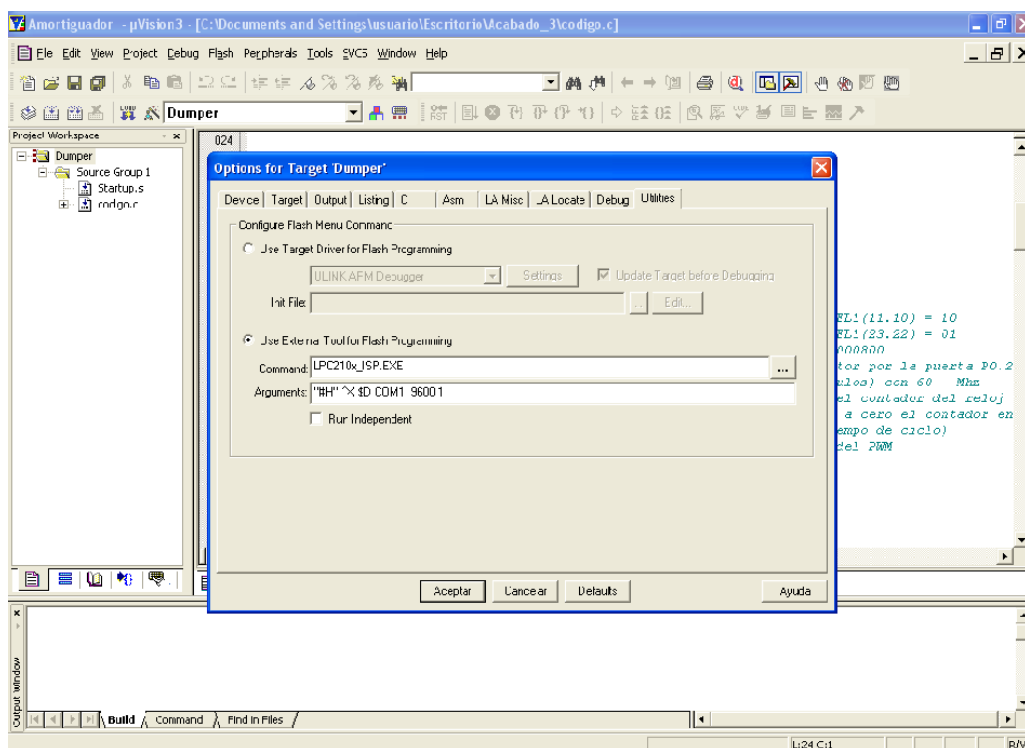 Amortiguador - µVision3 - [C:\Documents and Settings\usuario\Escritorio\Acabado_3\codigo.c]
File Edit View Project Debug Flash Peripherals Tools SVCS Window Help
Dumper
Project Workspace
Dumper
Source Group 1
Startup.s
codigo.c
024
Options for Target 'Dumper'
Device Target Output Listing C Asm LA Misc LA Locate Debug Utilities
Configure Flash Menu Command
Use Target Driver for Flash Programming
ULINK ARM Debugger Settings Update Target before Debugging
Init File: ... Edit...
Use External Tool for Flash Programming
Command: LPC210x_ISP.EXE ...
Arguments: "#H" ^X $D COM1: 9600 1
Run Independent
Aceptar Cancelar Defaults Ayuda
EL1(11.10) = 10
EL1(23.22) = 01
000800
tor por la puerta P0.2
ulos) con 60 Mhz
el contador del reloj
a cero el contador en
empo de ciclo)
del PWM
Output Window
Build Command Find in Files
L:24 C:1 R/W